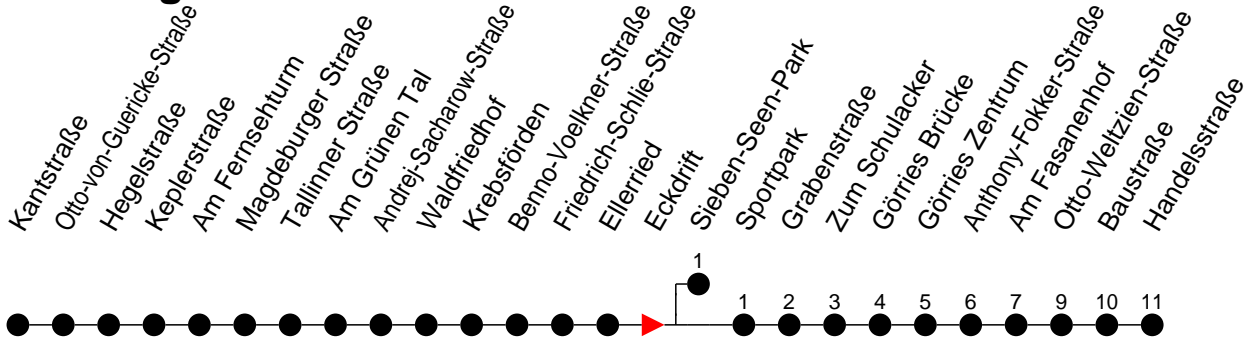 Kantstraße
Otto-von-Guericke-Straße
Hegelstraße
Keplerstraße
Am Fernsehturm
Magdeburger Straße
Tallinner Straße
Am Grünen Tal
Andrej-Sacharow-Straße
Waldfriedhof
Krebsförden
Benno-Voelkner-Straße
Friedrich-Schlie-Straße
Ellerried
Eckdrift
Sieben-Seen-Park
Sportpark
Grabenstraße
Zum Schulacker
Görries Brücke
Görries Zentrum
Anthony-Fokker-Straße
Am Fasanenhof
Otto-Weltzien-Straße
Baustraße
Handelsstraße
1
1 2 3 4 5 6 7 9 10 11